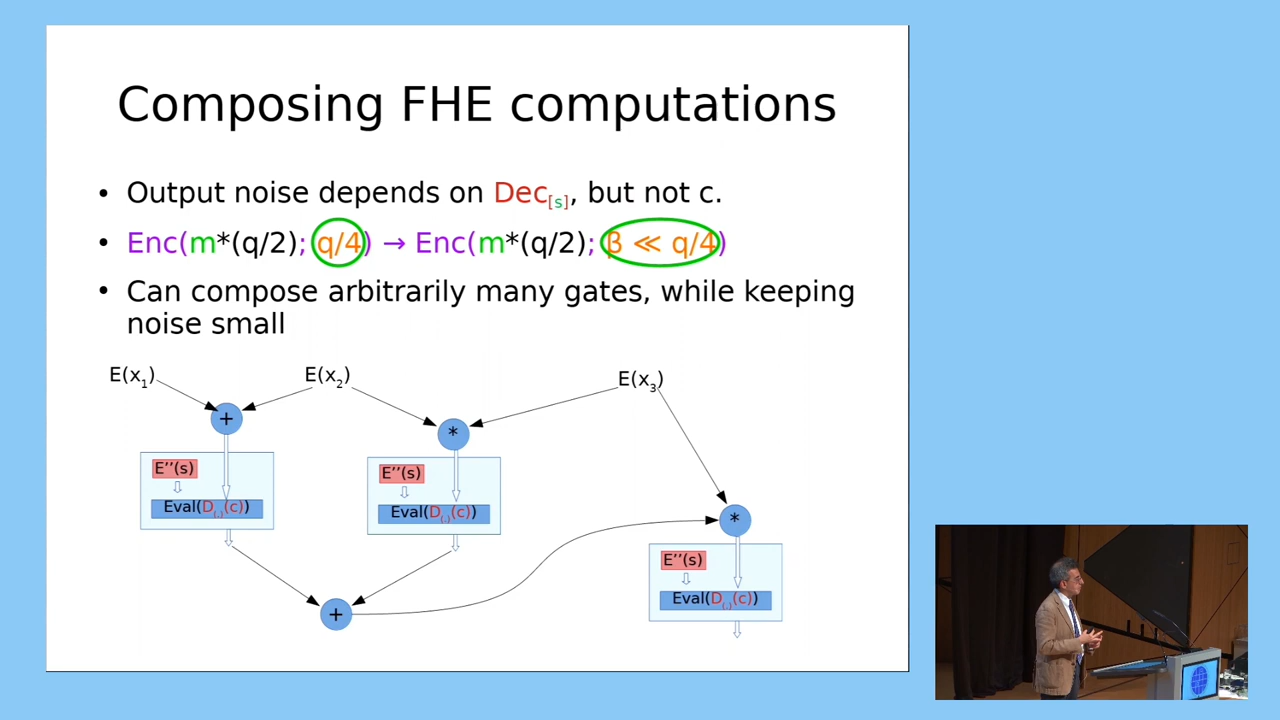 Composing FHE computations
• Output noise depends on Dec[s], but not c.
• Enc(m*(q/2); q/4) → Enc(m*(q/2); β ≪ q/4)
• Can compose arbitrarily many gates, while keeping
noise small
E(x1) E(x2) E(x3)
+
*
E’’(s) E’’(s)
Eval(D(.)(c)) Eval(D(.)(c))
*
E’’(s)
Eval(D(.)(c))
+